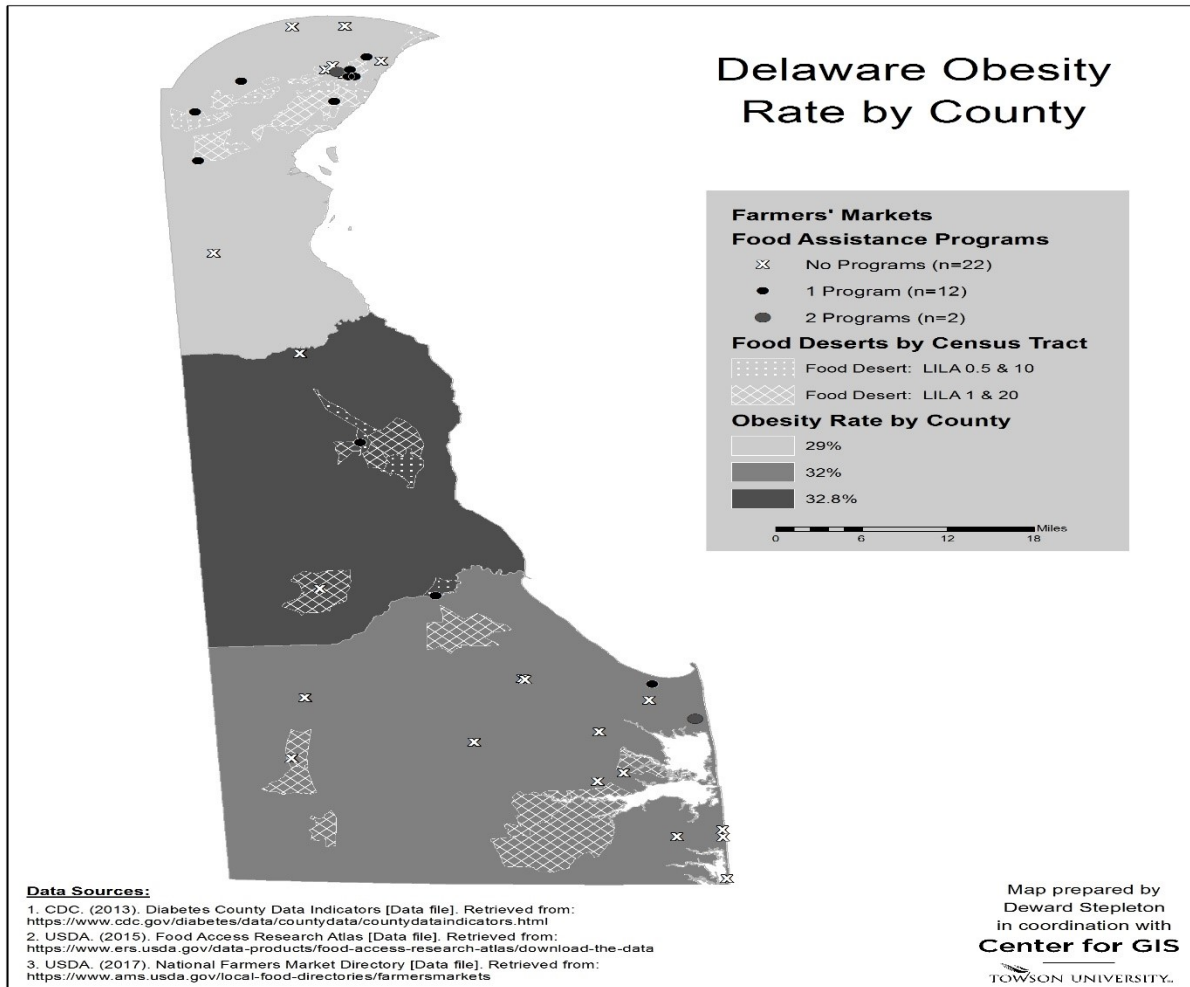 Delaware Obesity
Rate by County
Farmers' Markets
Food Assistance Programs
No Programs (n=22)
1 Program (n=12)
2 Programs (n=2)
Food Deserts by Census Tract
Food Desert: LILA 0.5 & 10
Food Desert: LILA 1 & 20
Obesity Rate by County
29%
32%
32.8%
Miles
0 6 12 18
Data Sources:
1. CDC. (2013). Diabetes County Data Indicators [Data file]. Retrieved from:
https://www.cdc.gov/diabetes/data/countydata/countydataindicators.html
2. USDA. (2015). Food Access Research Atlas [Data file]. Retrieved from:
https://www.ers.usda.gov/data-products/food-access-research-atlas/download-the-data
3. USDA. (2017). National Farmers Market Directory [Data file]. Retrieved from:
https://www.ams.usda.gov/local-food-directories/farmersmarkets
Map prepared by
Deward Stepleton
in coordination with
Center for GIS
TOWSON UNIVERSITY